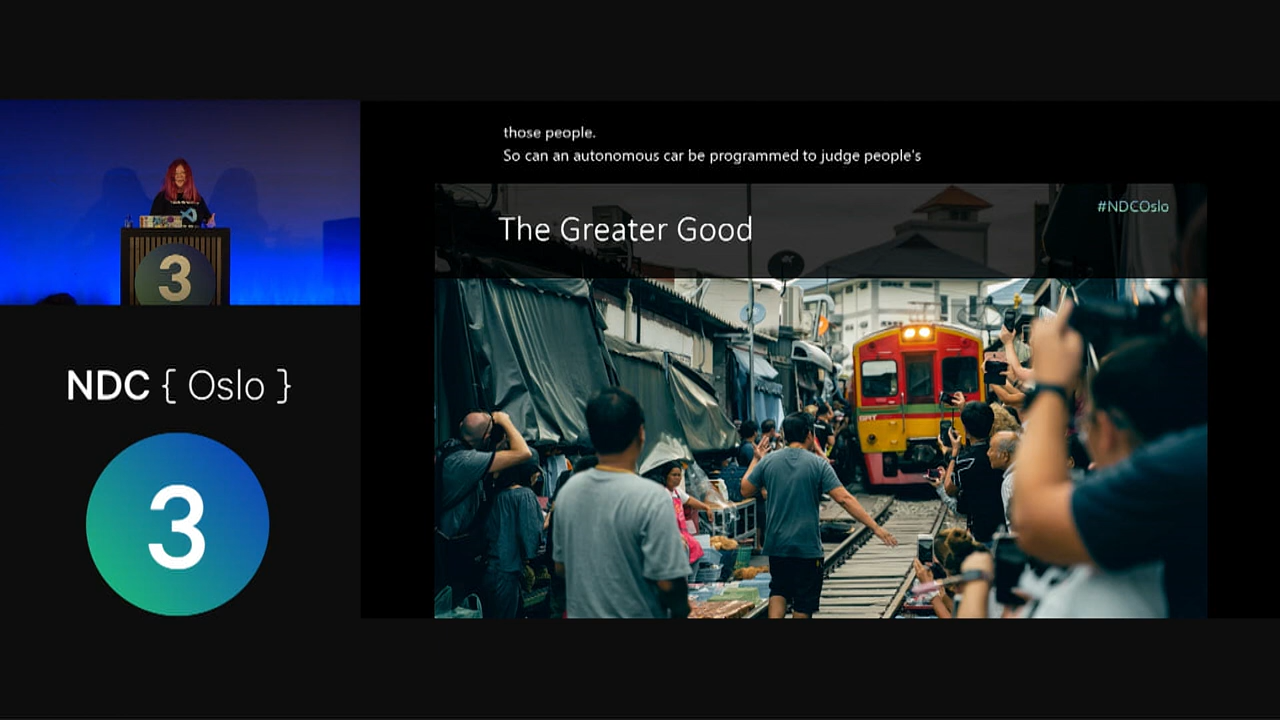 those people.
So can an autonomous car be programmed to judge people's
#NDCOslo
The Greater Good
3
NDC { Oslo }
3